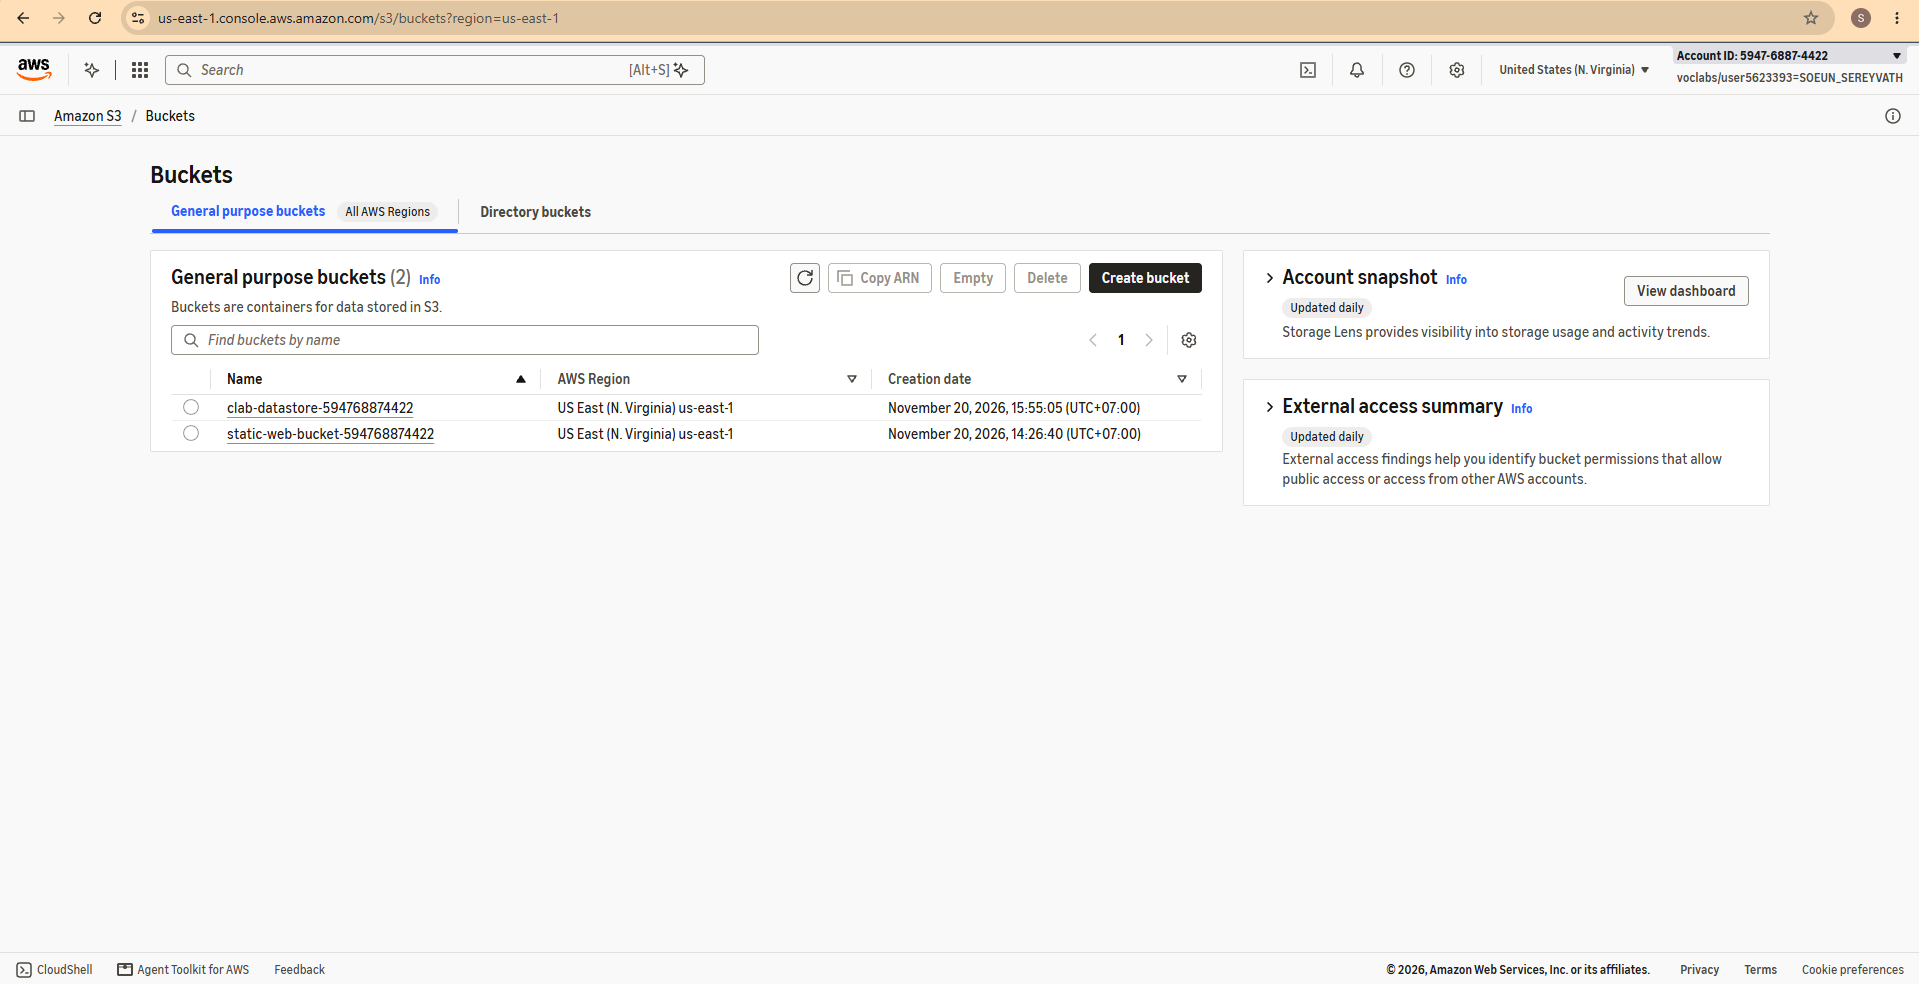 us-east-1.console.aws.amazon.com/s3/buckets?region=us-east-1
S
aws
Search
[Alt+S]
United States (N. Virginia)
Account ID: 5947-6887-4422
voclabs/user5623393=SOEUN_SEREYVATH
Amazon S3 / Buckets
Buckets
General purpose buckets All AWS Regions
Directory buckets
General purpose buckets (2) Info
Copy ARN
Empty
Delete
Create bucket
Buckets are containers for data stored in S3.
Find buckets by name
1
Name AWS Region Creation date
clab-datastore-594768874422 US East (N. Virginia) us-east-1 November 20, 2026, 15:55:05 (UTC+07:00)
static-web-bucket-594768874422 US East (N. Virginia) us-east-1 November 20, 2026, 14:26:40 (UTC+07:00)
Account snapshot Info
Updated daily
View dashboard
Storage Lens provides visibility into storage usage and activity trends.
External access summary Info
Updated daily
External access findings help you identify bucket permissions that allow
public access or access from other AWS accounts.
CloudShell
Agent Toolkit for AWS
Feedback
© 2026, Amazon Web Services, Inc. or its affiliates.
Privacy
Terms
Cookie preferences